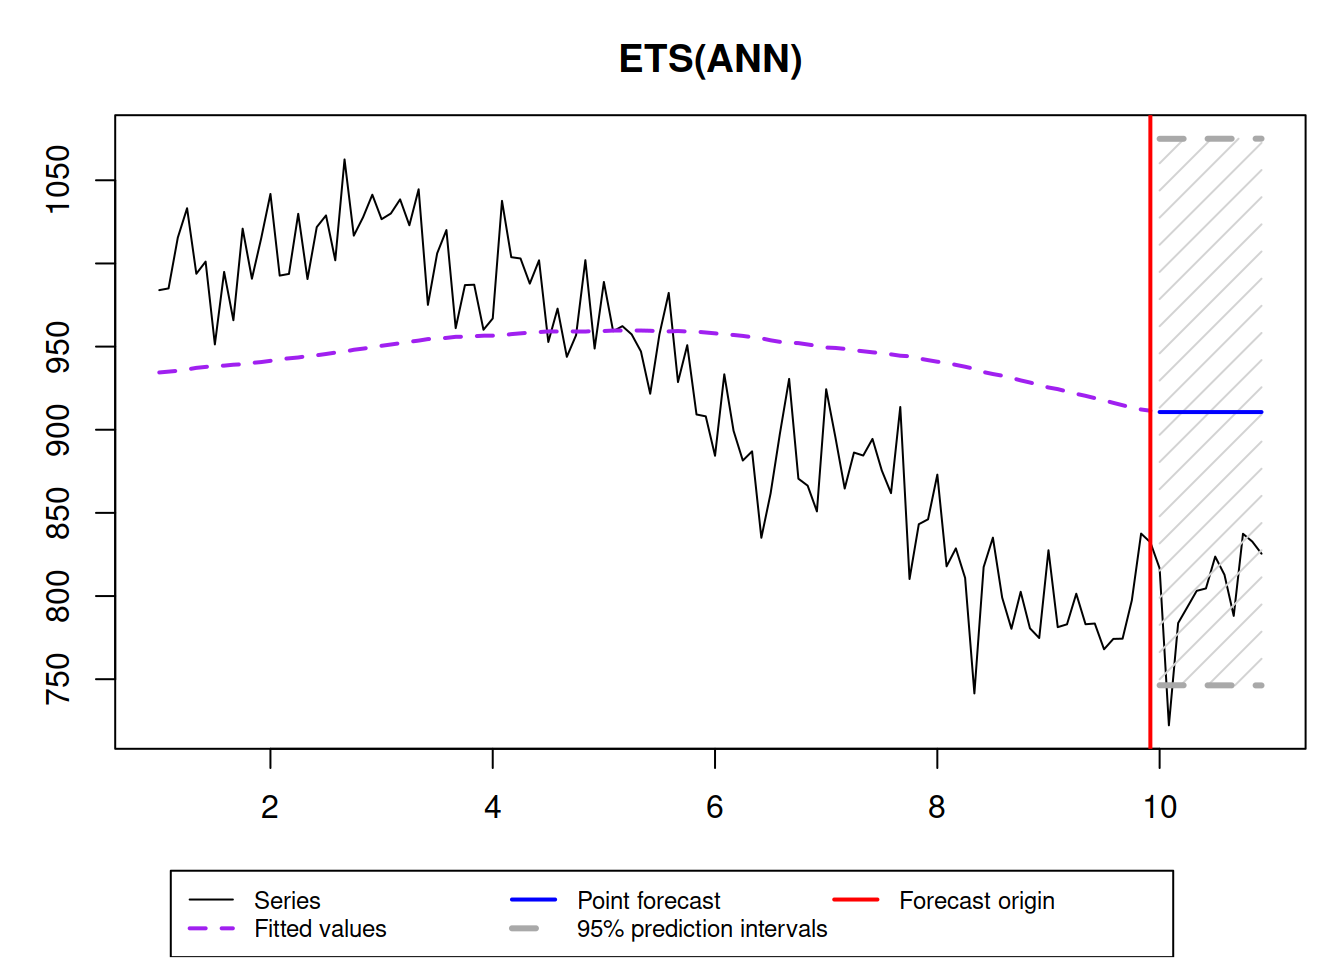 ETS(ANN)
1050
950
900
850
800
750
2 4 6 8 10
Series Point forecast Forecast origin
Fitted values 95% prediction intervals